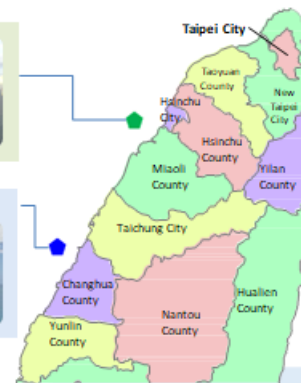 Taipei City
Taoyuan
County
New
Taipei
City
Hsinchu
City
Hsinchu
County
Miaoli
County
Yilan
County
Taichung City
Changhua
County
Hualien
County
Nantou
County
Yunlin
County